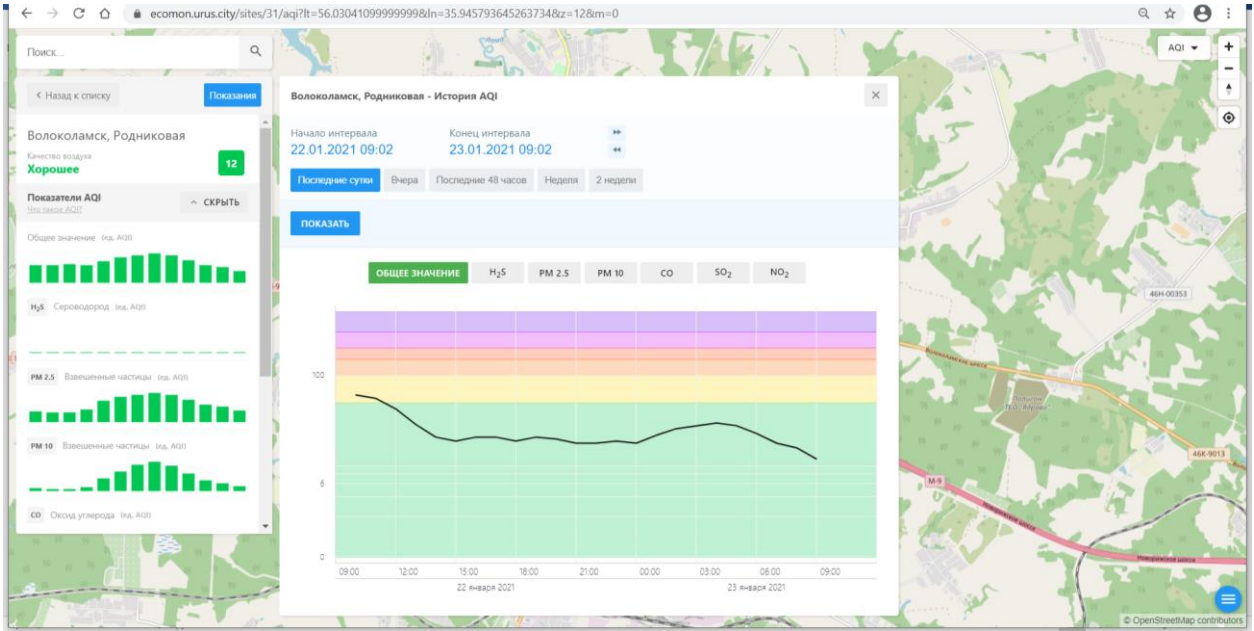 ecomon.urus.city/sites/31/aqi?lt=56.03041099999999&ln=35.945793645263734&z=12&m=0
Поиск...
AQI
Назад к списку
Показания
Волоколамск, Родниковая
Качество воздуха
Хорошее
12
Показатели AQI
Что такое AQI?
СКРЫТЬ
Общее значение (ед. AQI)
H₂S Сероводород (ед. AQI)
PM 2.5 Взвешенные частицы (ед. AQI)
PM 10 Взвешенные частицы (ед. AQI)
CO Оксид углерода (ед. AQI)
Волоколамск, Родниковая - История AQI
Начало интервала
Конец интервала
22.01.2021 09:02
23.01.2021 09:02
Последние сутки Вчера Последние 48 часов Неделя 2 недели
ПОКАЗАТЬ
ОБЩЕЕ ЗНАЧЕНИЕ H₂S PM 2.5 PM 10 CO SO₂ NO₂
100
6
0
09:00 12:00 15:00 18:00 21:00 00:00 03:00 06:00 09:00
22 января 2021 23 января 2021
46Н-00353
Волоколамское шоссе
Полигон
ТКО "Ядрово"
46К-9013
М-9
Новорижское шоссе
Новорижское шоссе
© OpenStreetMap contributors